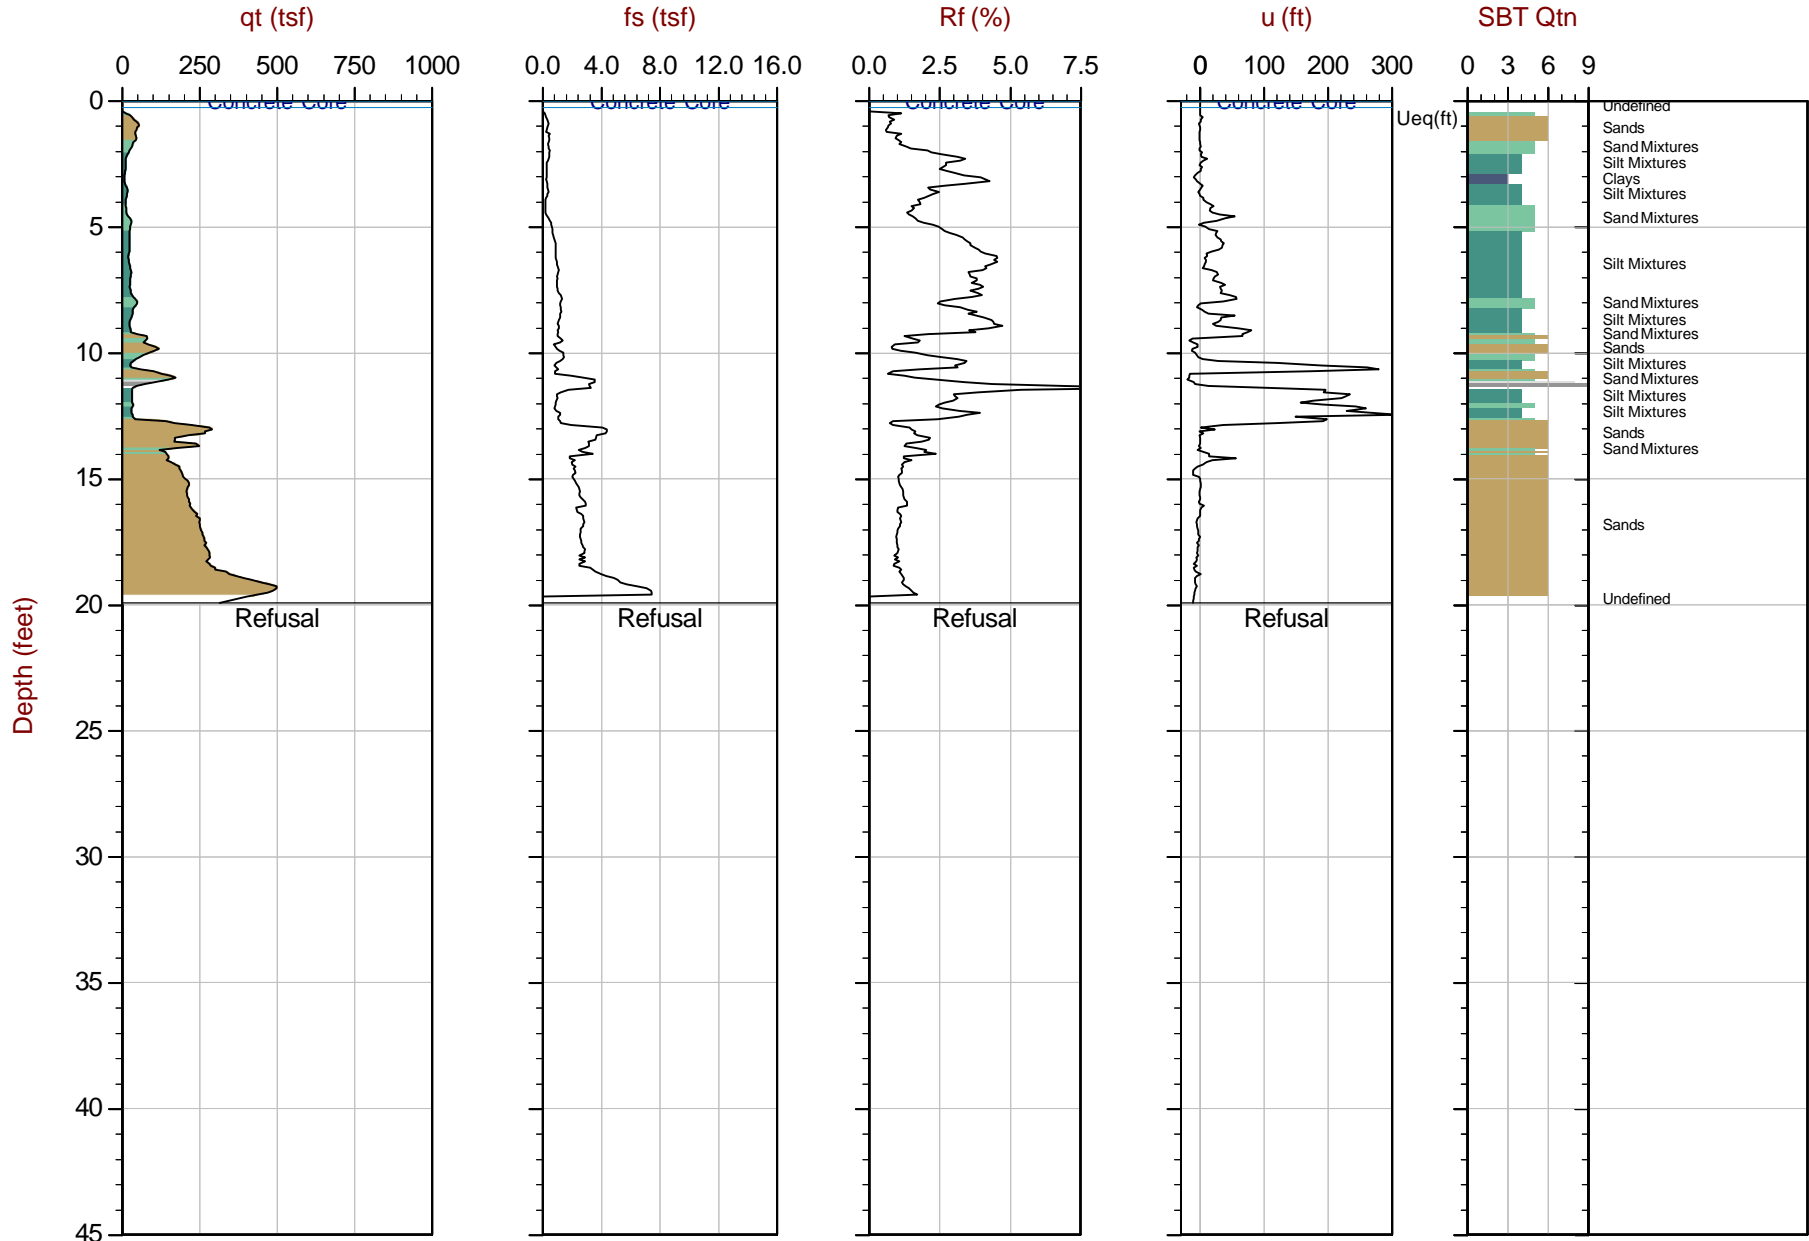 qt (tsf) fs (tsf) Rf (%) u (ft) SBT Qtn
0 250 500 750 1000 0.0 4.0 8.0 12.0 16.0 0.0 2.5 5.0 7.5 0 100 200 300 0 3 6 9
0 Concrete Core Concrete Core Concrete Core Concrete Core Undefined
Ueq(ft)
Sands
Sand Mixtures
Silt Mixtures
Clays
Silt Mixtures
5 Sand Mixtures
Silt Mixtures
Sand Mixtures
Silt Mixtures
Sand Mixtures
10 Sands
Silt Mixtures
Sand Mixtures
Silt Mixtures
Silt Mixtures
Sands
Sand Mixtures
15
Sands
Undefined
20
Refusal Refusal Refusal Refusal
Depth (feet)
25
30
35
40
45